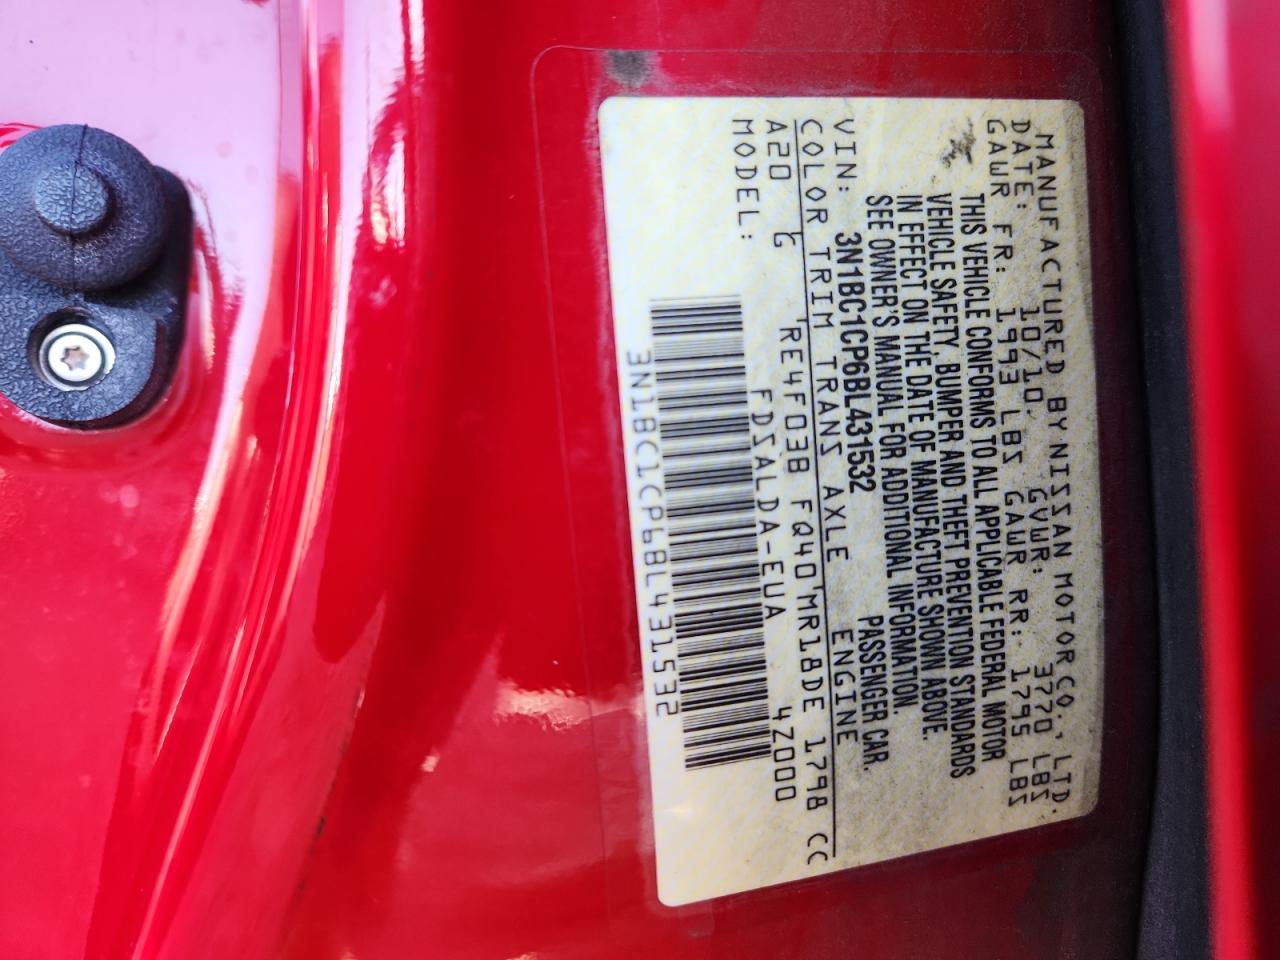 MANUFACTURED BY NISSAN MOTOR CO., LTD.
DATE: 10/10. GVWR: 3770 LBS
GAWR FR: 1993 LBS GAWR RR: 1795 LBS
THIS VEHICLE CONFORMS TO ALL APPLICABLE FEDERAL MOTOR
VEHICLE SAFETY, BUMPER AND THEFT PREVENTION STANDARDS
IN EFFECT ON THE DATE OF MANUFACTURE SHOWN ABOVE.
SEE OWNER'S MANUAL FOR ADDITIONAL INFORMATION.
VIN: 3N1BC1CP6BL431532 PASSENGER CAR.
COLOR TRIM TRANS AXLE ENGINE
A20 G RE4F03B FQ40 MR18DE 1798 CC
MODEL: FDSALDA-EUA 4Z000
3N1BC1CP6BL431532